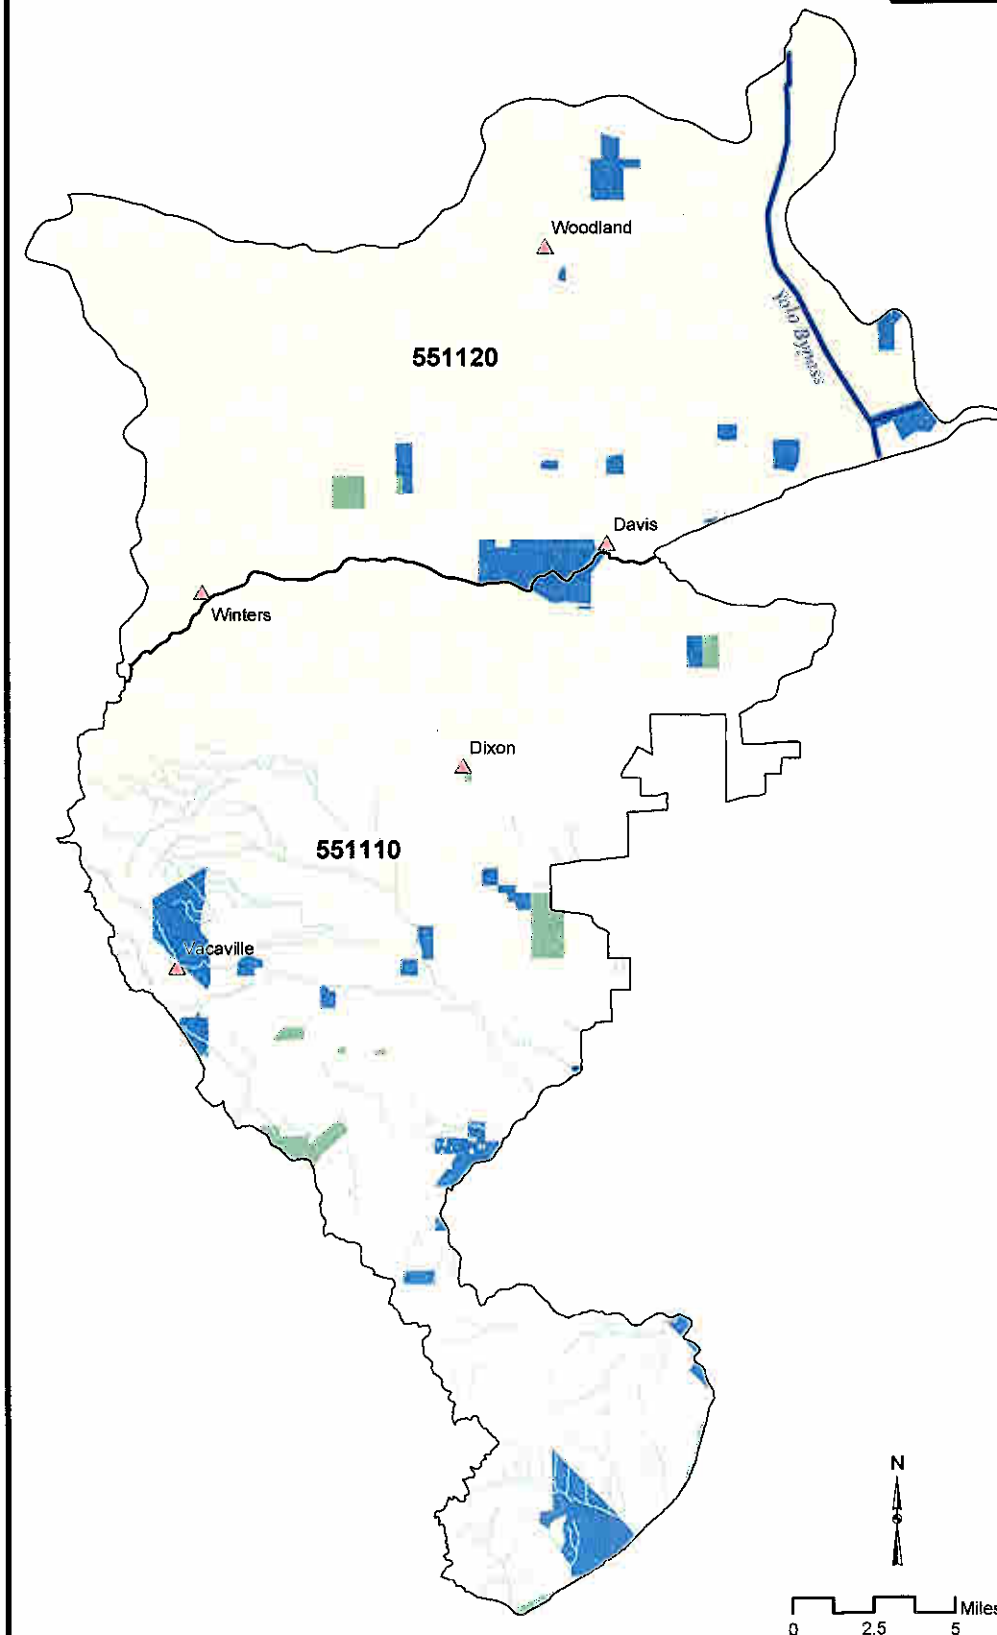 Woodland
551120
Yolo Bypass
Davis
Winters
Dixon
551110
Vacaville
N
Miles
0 2.5 5